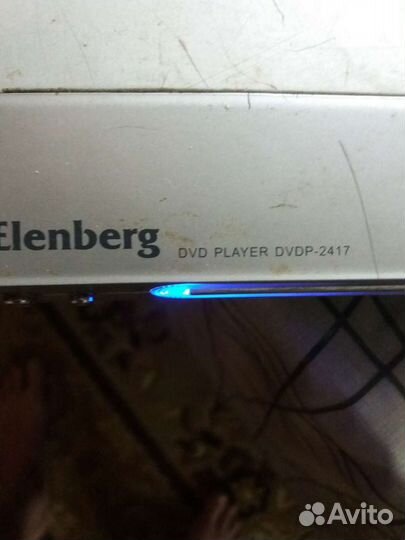 Elenberg
DVD PLAYER DVDP-2417
Avito